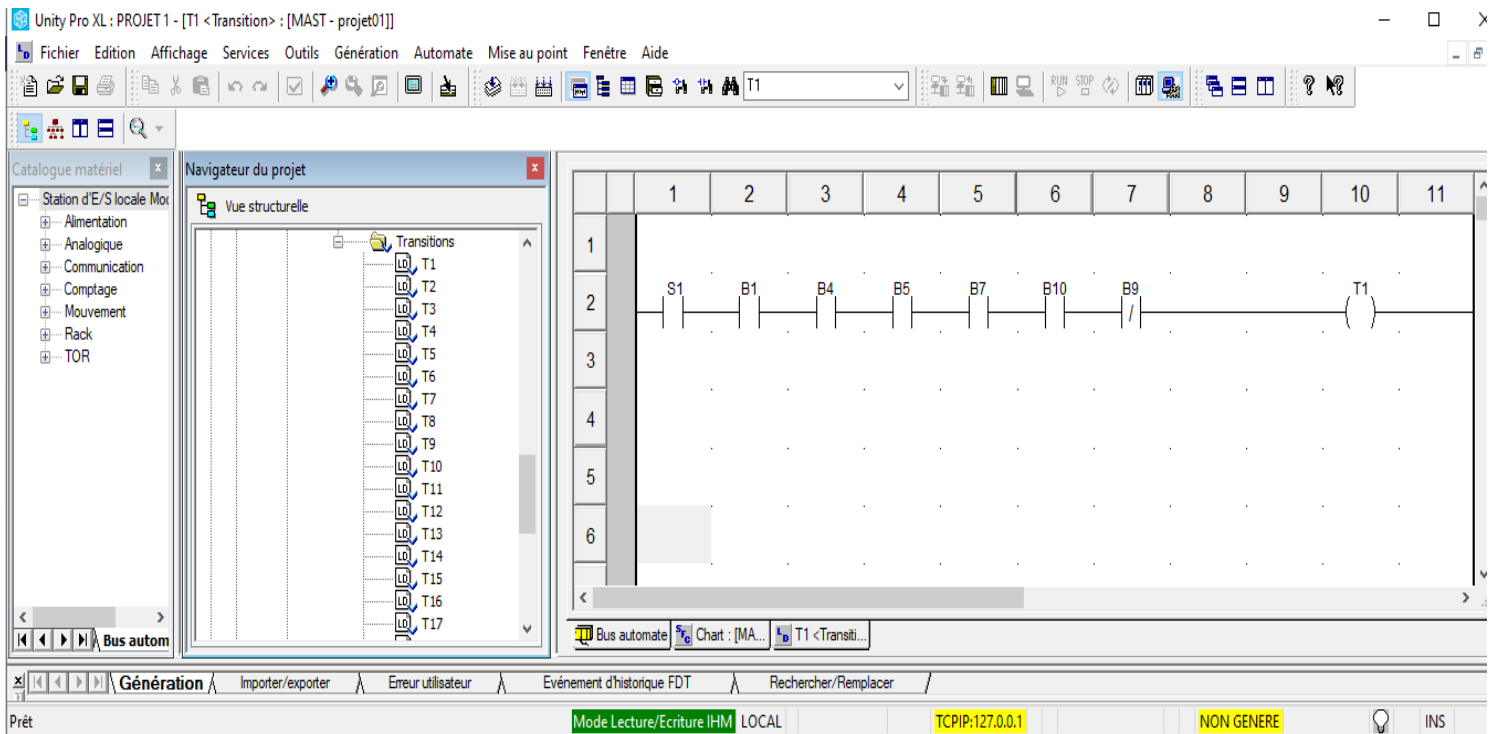 Unity Pro XL : PROJET 1 - [T1 <Transition> : [MAST - projet01]]
Fichier Edition Affichage Services Outils Génération Automate Mise au point Fenêtre Aide
T1
RUN STOP
Catalogue matériel
Station d'E/S locale Mo
Alimentation
Analogique
Communication
Comptage
Mouvement
Rack
TOR
Bus autom
Navigateur du projet
Vue structurelle
Transitions
T1
T2
T3
T4
T5
T6
T7
T8
T9
T10
T11
T12
T13
T14
T15
T16
T17
1 2 3 4 5 6 7 8 9 10 11
1
2
3
4
5
6
S1 B1 B4 B5 B7 B10 B9 T1
Bus automate Chart : [MA... T1 <Transiti...
Génération Importer/exporter Erreur utilisateur Evénement d'historique FDT Rechercher/Remplacer
Prêt Mode Lecture/Ecriture IHM LOCAL TCPIP:127.0.0.1 NON GENERE INS